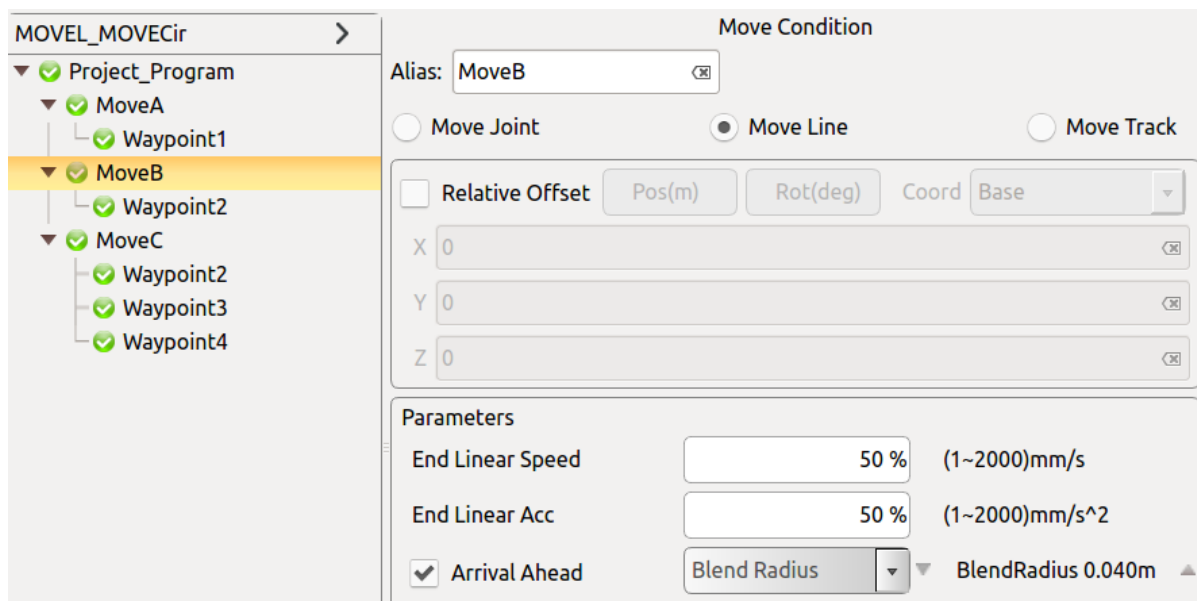 MOVEL_MOVECir
Project_Program
MoveA
Waypoint1
MoveB
Waypoint2
MoveC
Waypoint2
Waypoint3
Waypoint4
Move Condition
Alias: MoveB
Move Joint Move Line Move Track
Relative Offset Pos(m) Rot(deg) Coord Base
X 0
Y 0
Z 0
Parameters
End Linear Speed 50 % (1~2000)mm/s
End Linear Acc 50 % (1~2000)mm/s^2
Arrival Ahead Blend Radius BlendRadius 0.040m